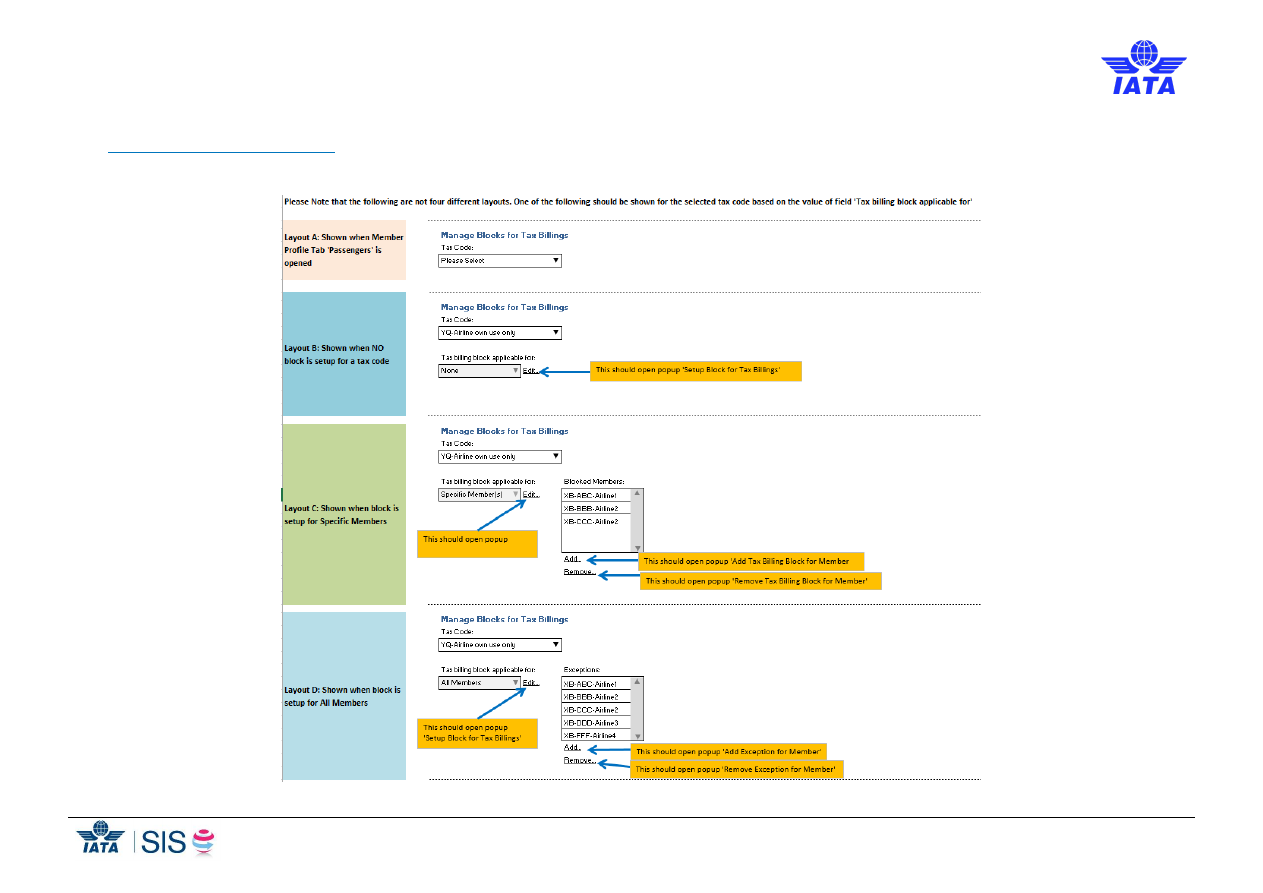 IATA
Please Note that the following are not four different layouts. One of the following should be shown for the selected tax code based on the value of field 'Tax billing block applicable for'
Layout A: Shown when Member
Profile Tab 'Passengers' is
opened
Manage Blocks for Tax Billings
Tax Code:
Please Select
Layout B: Shown when NO
block is setup for a tax code
Manage Blocks for Tax Billings
Tax Code:
YQ-Airline own use only
Tax billing block applicable for:
None
Edit...
This should open popup 'Setup Block for Tax Billings'
Layout C: Shown when block is
setup for Specific Members
Manage Blocks for Tax Billings
Tax Code:
YQ-Airline own use only
Tax billing block applicable for:
Specific Member(s)
Edit...
This should open popup
Blocked Members:
XB-ABC-Airline1
XB-BBB-Airline2
XB-CCC-Airline2
Add...
This should open popup 'Add Tax Billing Block for Member
Remove...
This should open popup 'Remove Tax Billing Block for Member'
Layout D: Shown when block is
setup for All Members
Manage Blocks for Tax Billings
Tax Code:
YQ-Airline own use only
Tax billing block applicable for:
All Members
Edit...
This should open popup
'Setup Block for Tax Billings'
Exceptions:
XB-ABC-Airline1
XB-BBB-Airline2
XB-CCC-Airline2
XB-DDD-Airline3
XB-FFF-Airline4
Add...
This should open popup 'Add Exception for Member'
Remove...
This should open popup 'Remove Exception for Member'
IATA SIS